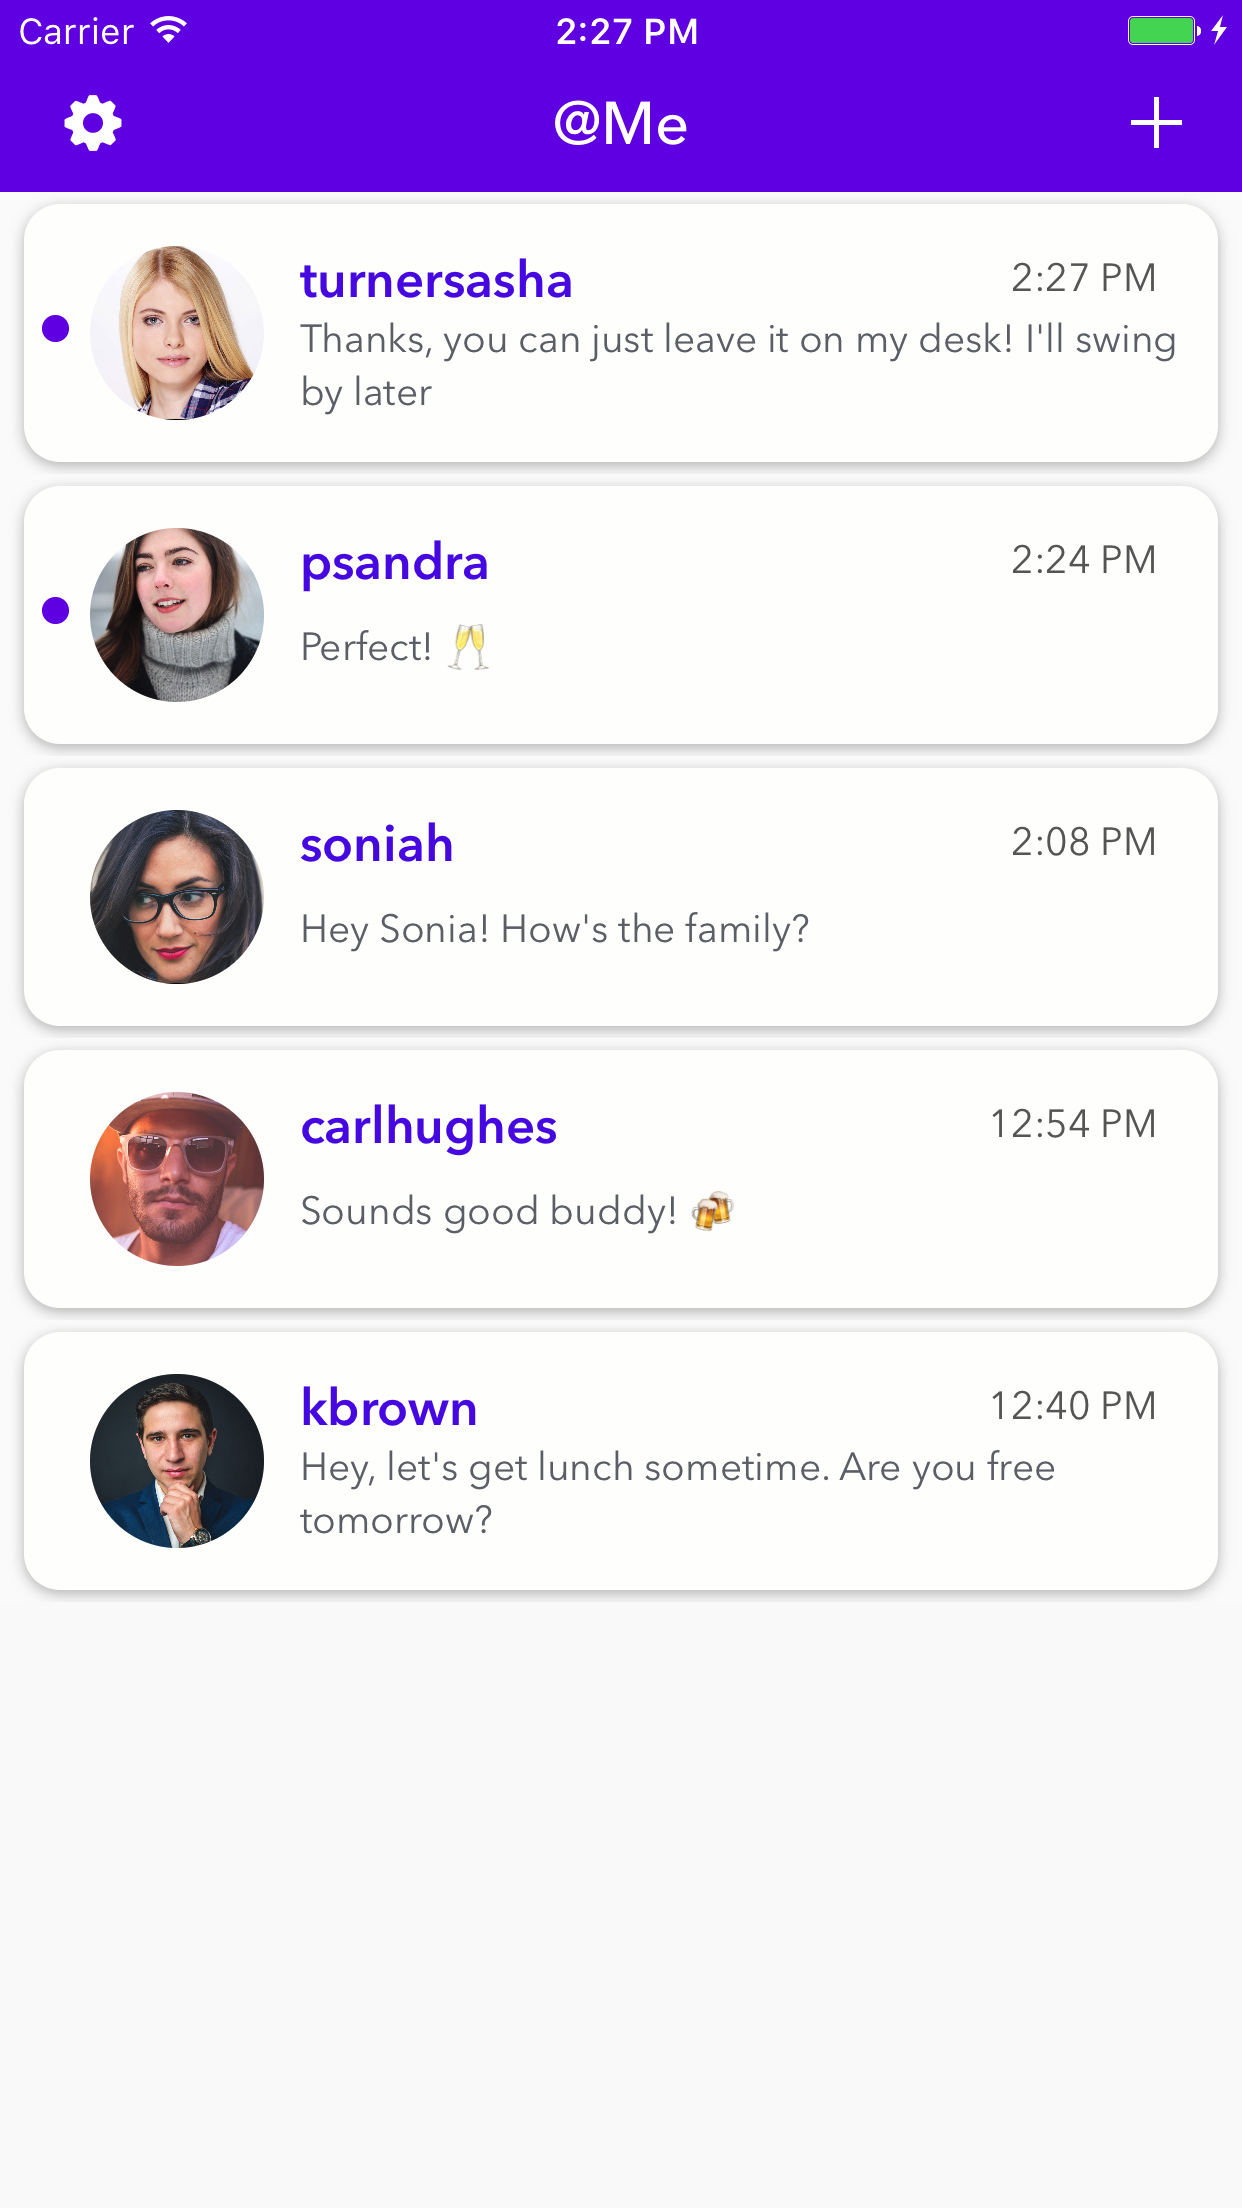 Carrier 2:27 PM
@Me
turnersasha 2:27 PM
Thanks, you can just leave it on my desk! I'll swing
by later
psandra 2:24 PM
Perfect! 🥂
soniah 2:08 PM
Hey Sonia! How's the family?
carlhughes 12:54 PM
Sounds good buddy! 🍻
kbrown 12:40 PM
Hey, let's get lunch sometime. Are you free
tomorrow?